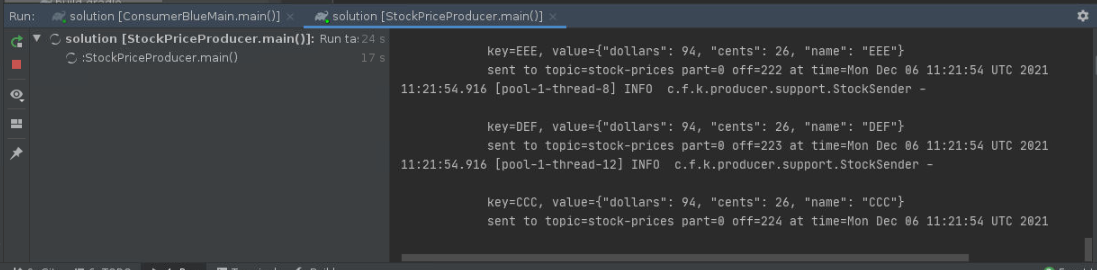 Run:
solution [ConsumerBlueMain.main()] ×
solution [StockPriceProducer.main()] ×
solution [StockPriceProducer.main()]: Run ta 24 s
:StockPriceProducer.main() 17 s
key=EEE, value={"dollars": 94, "cents": 26, "name": "EEE"}
sent to topic=stock-prices part=0 off=222 at time=Mon Dec 06 11:21:54 UTC 2021
11:21:54.916 [pool-1-thread-8] INFO  c.f.k.producer.support.StockSender -
key=DEF, value={"dollars": 94, "cents": 26, "name": "DEF"}
sent to topic=stock-prices part=0 off=223 at time=Mon Dec 06 11:21:54 UTC 2021
11:21:54.916 [pool-1-thread-12] INFO  c.f.k.producer.support.StockSender -
key=CCC, value={"dollars": 94, "cents": 26, "name": "CCC"}
sent to topic=stock-prices part=0 off=224 at time=Mon Dec 06 11:21:54 UTC 2021